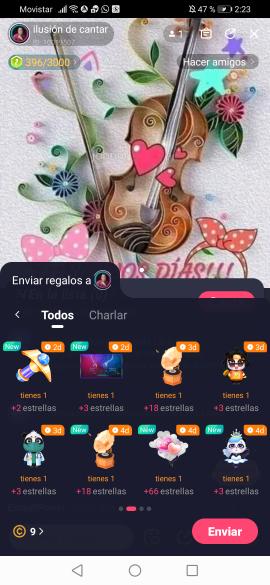 Movistar 47 % 2:23
ilusión de cantar
1
396/3000 >
Hacer amigos >
OS DÍAS!!!
Enviar regalos a
Todos Charlar
New 2d New 2d 3d 3d
tienes 1 tienes 1 tienes 1 tienes 1
+2 estrellas +3 estrellas +18 estrellas +3 estrellas
New 3d New 4d New 4d New 4d
tienes 1 tienes 1 tienes 1 tienes 1
+3 estrellas +18 estrellas +66 estrellas +3 estrellas
9 >
Enviar